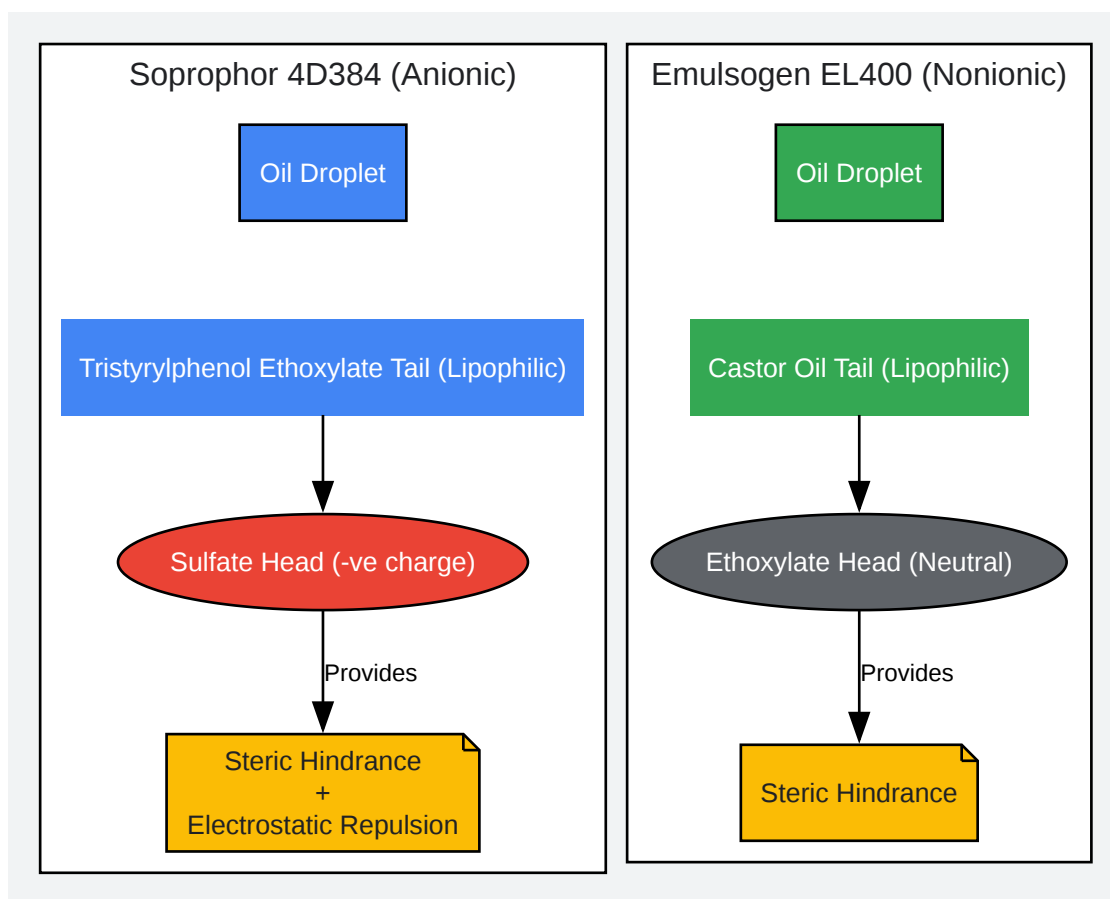 Soprophor 4D384 (Anionic)
Oil Droplet
Tristyrylphenol Ethoxylate Tail (Lipophilic)
Sulfate Head (-ve charge)
Provides
Steric Hindrance
+
Electrostatic Repulsion
Emulsogen EL400 (Nonionic)
Oil Droplet
Castor Oil Tail (Lipophilic)
Ethoxylate Head (Neutral)
Provides
Steric Hindrance